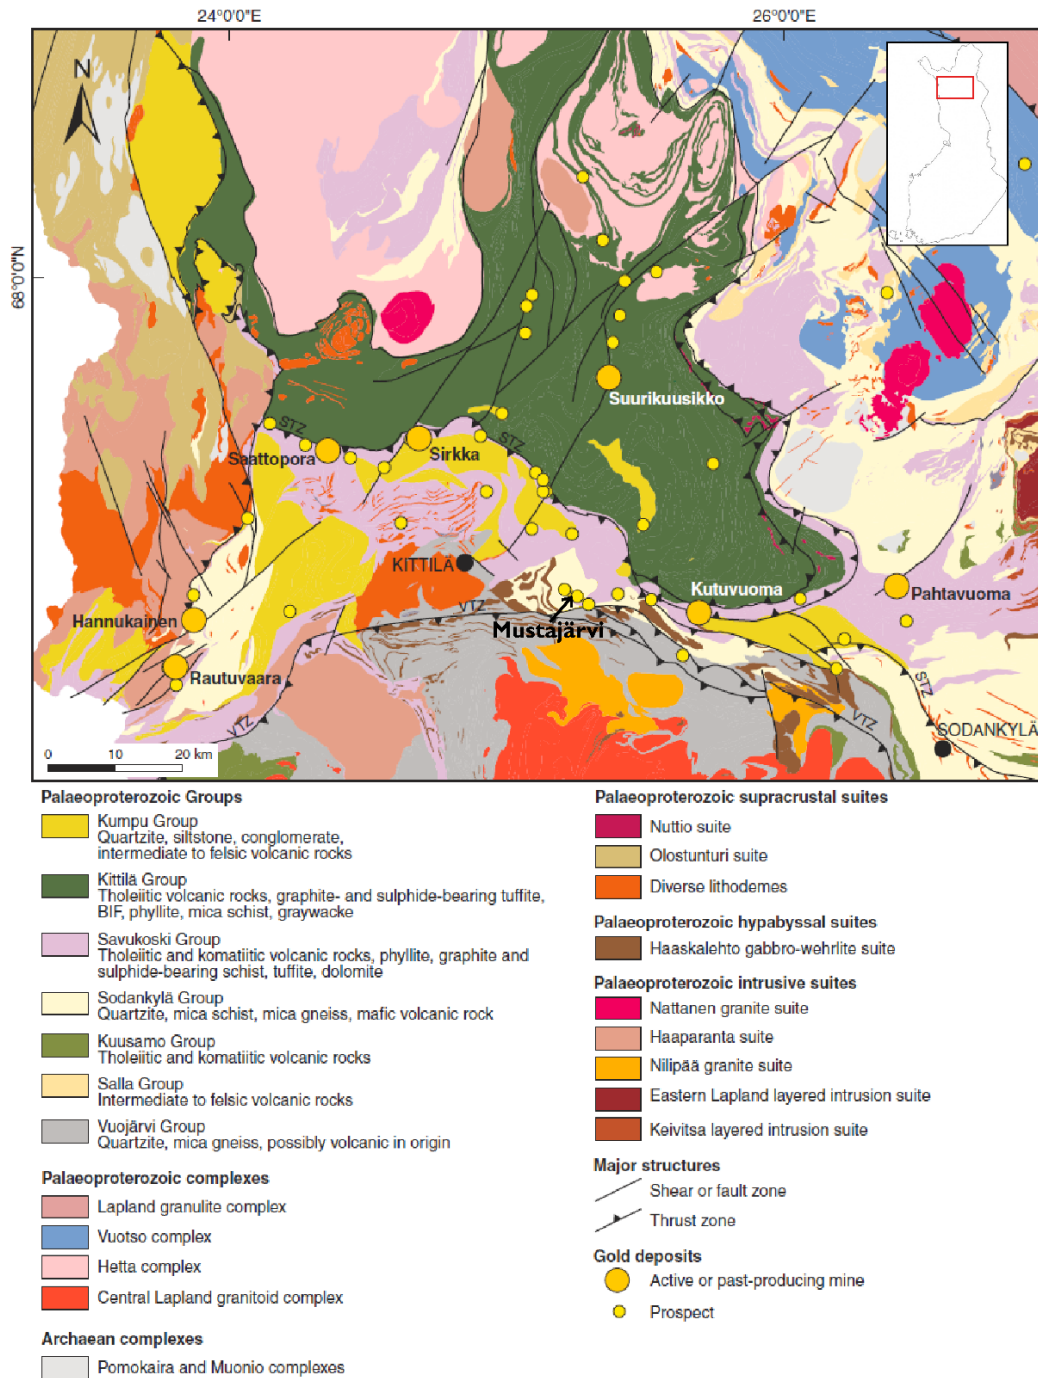 24°0'0"E
26°0'0"E
N
68°0'0"N
Suurikuusikko
STZ
Saattopora
Sirkka
STZ
KITTILÄ
Kutuvuoma
Pahtavuoma
Hannukainen
VTZ
Mustajärvi
Rautuvaara
STZ
VTZ
VTZ
SODANKYLÄ
0 10 20 km
Palaeoproterozoic Groups
Kumpu Group
Quartzite, siltstone, conglomerate,
intermediate to felsic volcanic rocks
Kittilä Group
Tholeiitic volcanic rocks, graphite- and sulphide-bearing tuffite,
BIF, phyllite, mica schist, graywacke
Savukoski Group
Tholeiitic and komatiitic volcanic rocks, phyllite, graphite and
sulphide-bearing schist, tuffite, dolomite
Sodankylä Group
Quartzite, mica schist, mica gneiss, mafic volcanic rock
Kuusamo Group
Tholeiitic and komatiitic volcanic rocks
Salla Group
Intermediate to felsic volcanic rocks
Vuojärvi Group
Quartzite, mica gneiss, possibly volcanic in origin
Palaeoproterozoic complexes
Lapland granulite complex
Vuotso complex
Hetta complex
Central Lapland granitoid complex
Archaean complexes
Pomokaira and Muonio complexes
Palaeoproterozoic supracrustal suites
Nuttio suite
Olostunturi suite
Diverse lithodemes
Palaeoproterozoic hypabyssal suites
Haaskalehto gabbro-wehrlite suite
Palaeoproterozoic intrusive suites
Nattanen granite suite
Haaparanta suite
Nilipää granite suite
Eastern Lapland layered intrusion suite
Keivitsa layered intrusion suite
Major structures
Shear or fault zone
Thrust zone
Gold deposits
Active or past-producing mine
Prospect